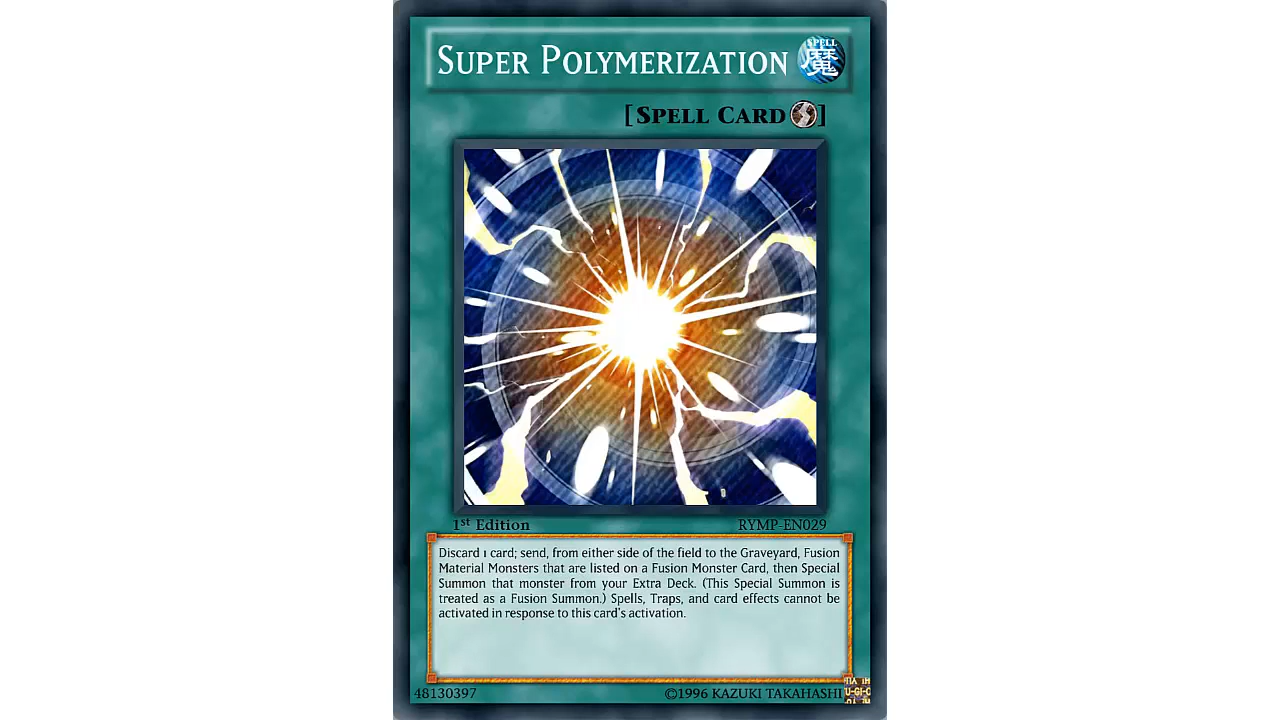 SUPER POLYMERIZATION
SPELL
魔
[SPELL CARD]
1st Edition
RYMP-EN029
Discard 1 card; send, from either side of the field to the Graveyard, Fusion
Material Monsters that are listed on a Fusion Monster Card, then Special
Summon that monster from your Extra Deck. (This Special Summon is
treated as a Fusion Summon.) Spells, Traps, and card effects cannot be
activated in response to this card's activation.
48130397
©1996 KAZUKI TAKAHASHI
U-GI-O